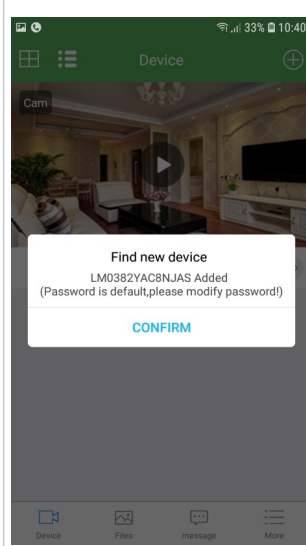 33% 10:40
Device
Cam
Find new device
LM0382YAC8NJAS Added
(Password is default,please modify password!)
CONFIRM
Device Files message More